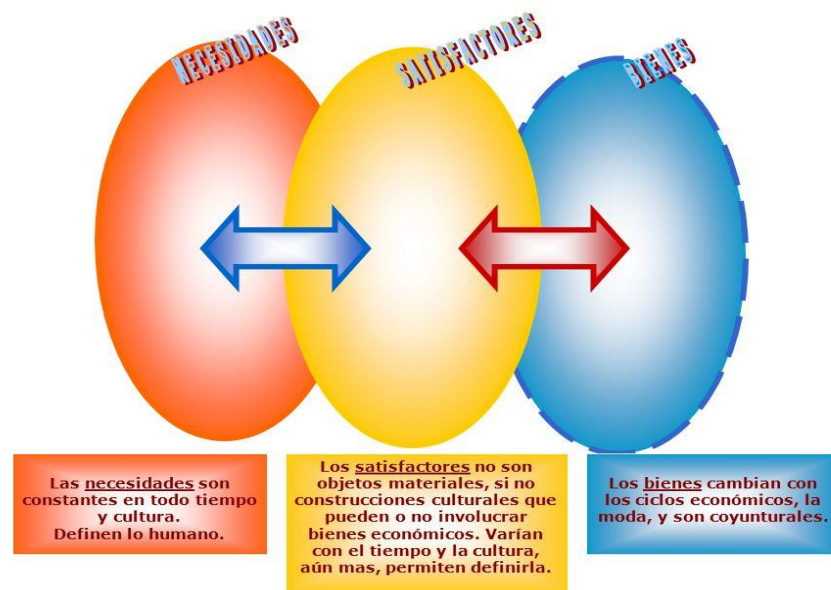 NECESIDADES
SATISFACTORES
BIENES
Las necesidades son
constantes en todo tiempo
y cultura.
Definen lo humano.
Los satisfactores no son
objetos materiales, si no
construcciones culturales que
pueden o no involucrar
bienes económicos. Varían
con el tiempo y la cultura,
aún mas, permiten definirla.
Los bienes cambian con
los ciclos económicos, la
moda, y son coyunturales.